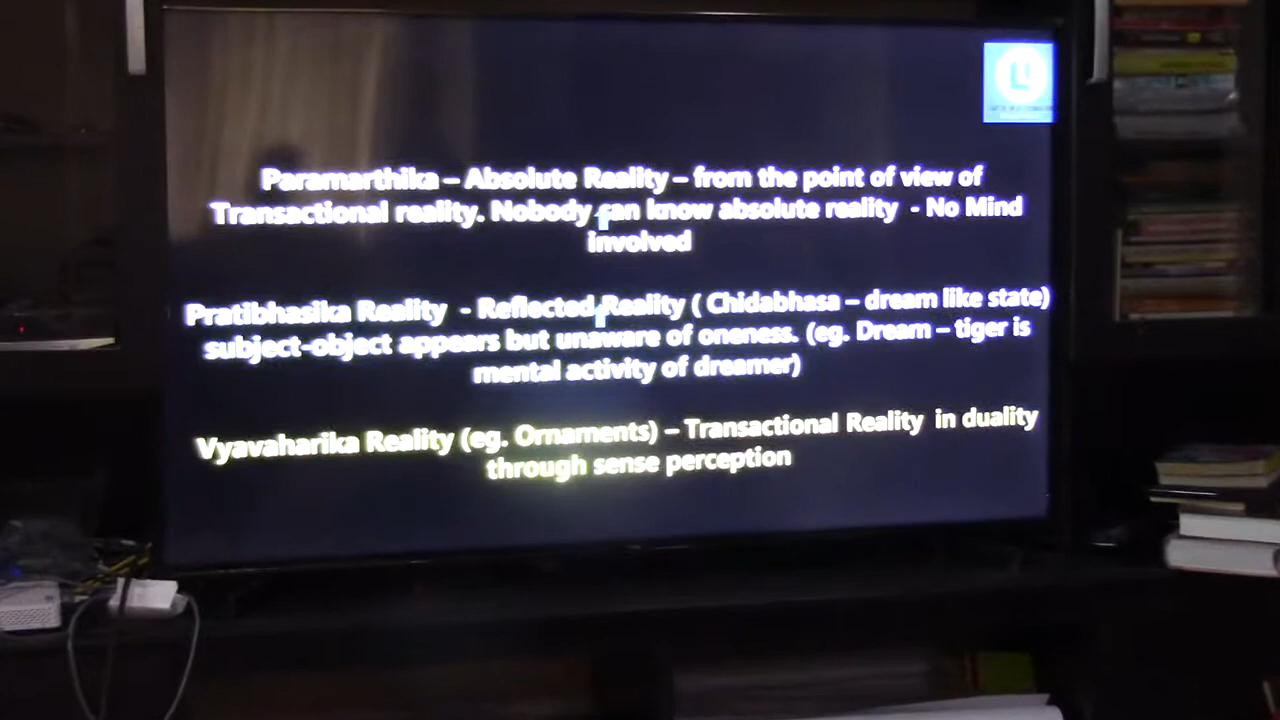 Paramarthika – Absolute Reality – from the point of view of
Transactional reality. Nobody can know absolute reality - No Mind
involved
Pratibhasika Reality - Reflected Reality ( Chidabhasa – dream like state)
subject-object appears but unaware of oneness. (eg. Dream – tiger is
mental activity of dreamer)
Vyavaharika Reality (eg. Ornaments) – Transactional Reality in duality
through sense perception